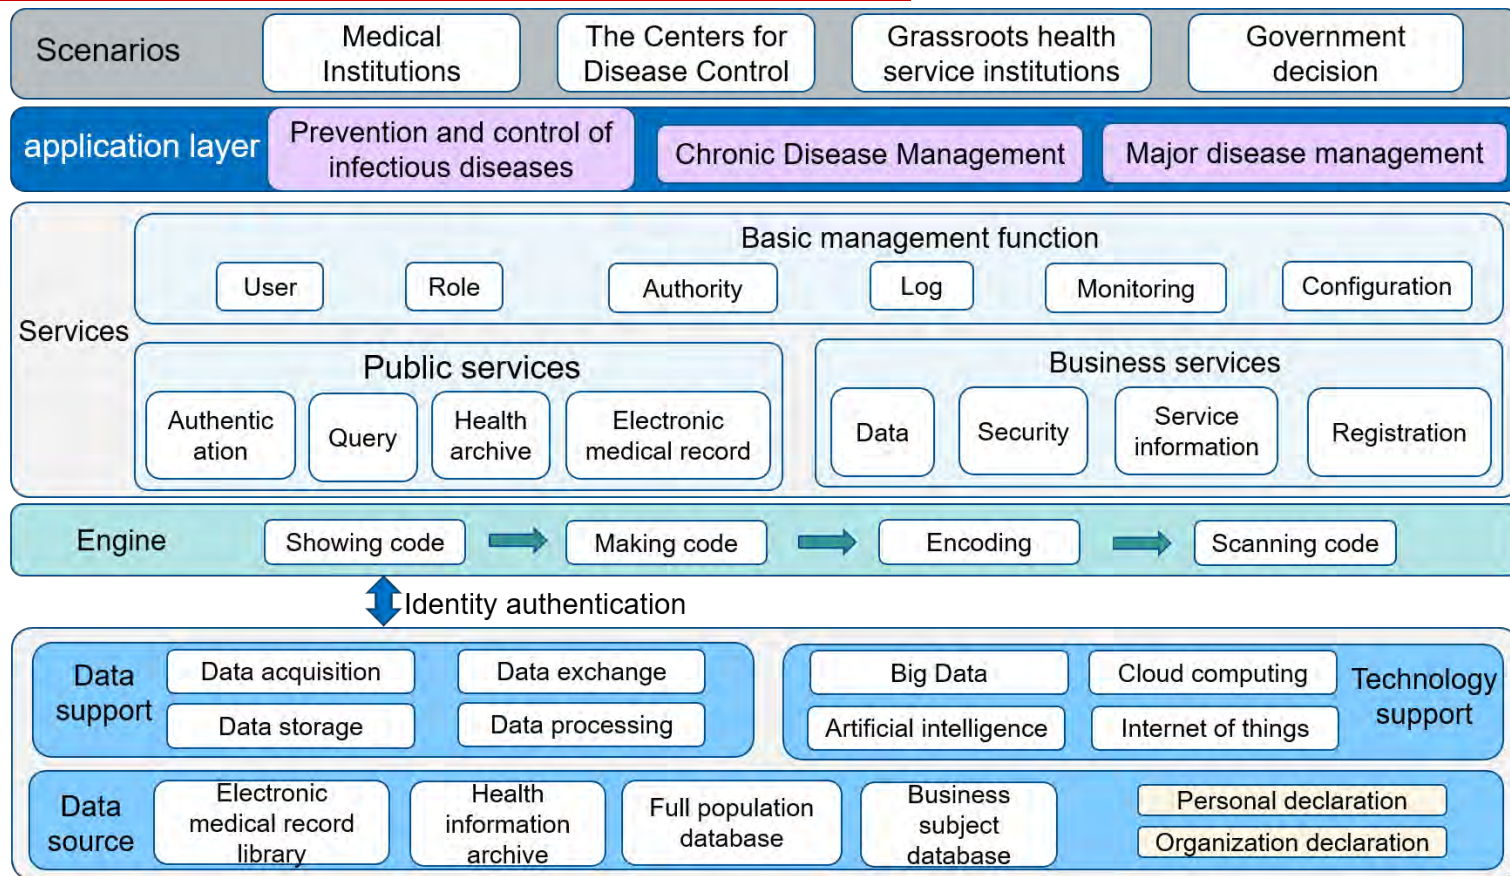 Scenarios
Medical
Institutions
The Centers for
Disease Control
Grassroots health
service institutions
Government
decision
application layer
Prevention and control of
infectious diseases
Chronic Disease Management
Major disease management
Services
Basic management function
User
Role
Authority
Log
Monitoring
Configuration
Public services
Authentic
ation
Query
Health
archive
Electronic
medical record
Business services
Data
Security
Service
information
Registration
Engine
Showing code
Making code
Encoding
Scanning code
Identity authentication
Data
support
Data acquisition
Data exchange
Data storage
Data processing
Big Data
Cloud computing
Artificial intelligence
Internet of things
Technology
support
Data
source
Electronic
medical record
library
Health
information
archive
Full population
database
Business
subject
database
Personal declaration
Organization declaration